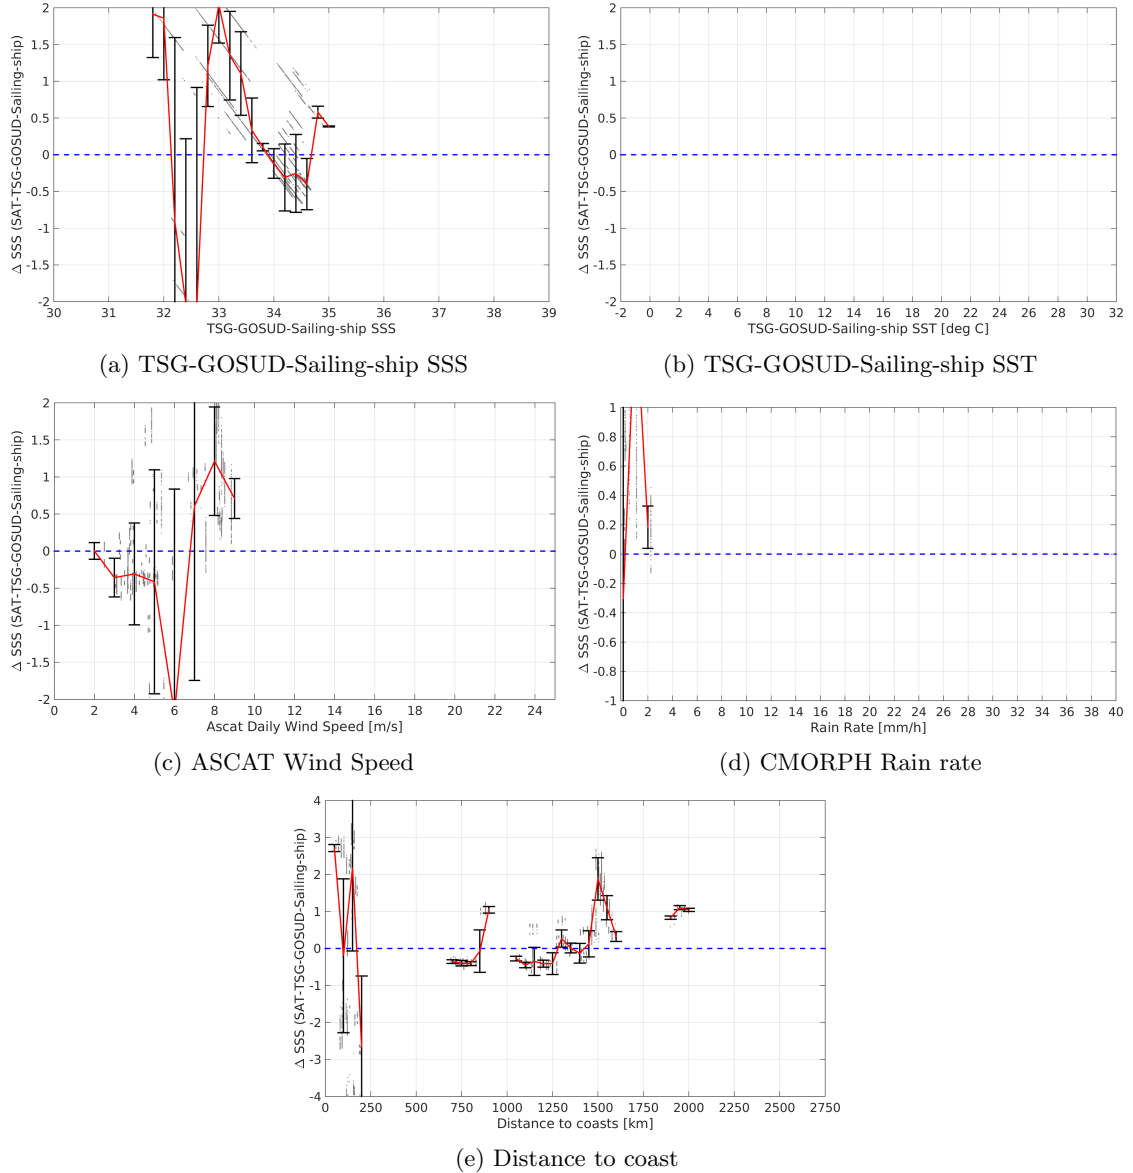 2
1.5
1
0.5
0
-0.5
-1
-1.5
-2
Δ SSS (SAT-TSG-GOSUD-Sailing-ship)
30 31 32 33 34 35 36 37 38 39
TSG-GOSUD-Sailing-ship SSS
(a) TSG-GOSUD-Sailing-ship SSS
2
1.5
1
0.5
0
-0.5
-1
-1.5
-2
Δ SSS (SAT-TSG-GOSUD-Sailing-ship)
-2 0 2 4 6 8 10 12 14 16 18 20 22 24 26 28 30 32
TSG-GOSUD-Sailing-ship SST [deg C]
(b) TSG-GOSUD-Sailing-ship SST
2
1.5
1
0.5
0
-0.5
-1
-1.5
-2
Δ SSS (SAT-TSG-GOSUD-Sailing-ship)
0 2 4 6 8 10 12 14 16 18 20 22 24
Ascat Daily Wind Speed [m/s]
(c) ASCAT Wind Speed
1
0.8
0.6
0.4
0.2
0
-0.2
-0.4
-0.6
-0.8
-1
Δ SSS (SAT-TSG-GOSUD-Sailing-ship)
0 2 4 6 8 10 12 14 16 18 20 22 24 26 28 30 32 34 36 38 40
Rain Rate [mm/h]
(d) CMORPH Rain rate
4
3
2
1
0
-1
-2
-3
-4
Δ SSS (SAT-TSG-GOSUD-Sailing-ship)
0 250 500 750 1000 1250 1500 1750 2000 2250 2500 2750
Distance to coasts [km]
(e) Distance to coast